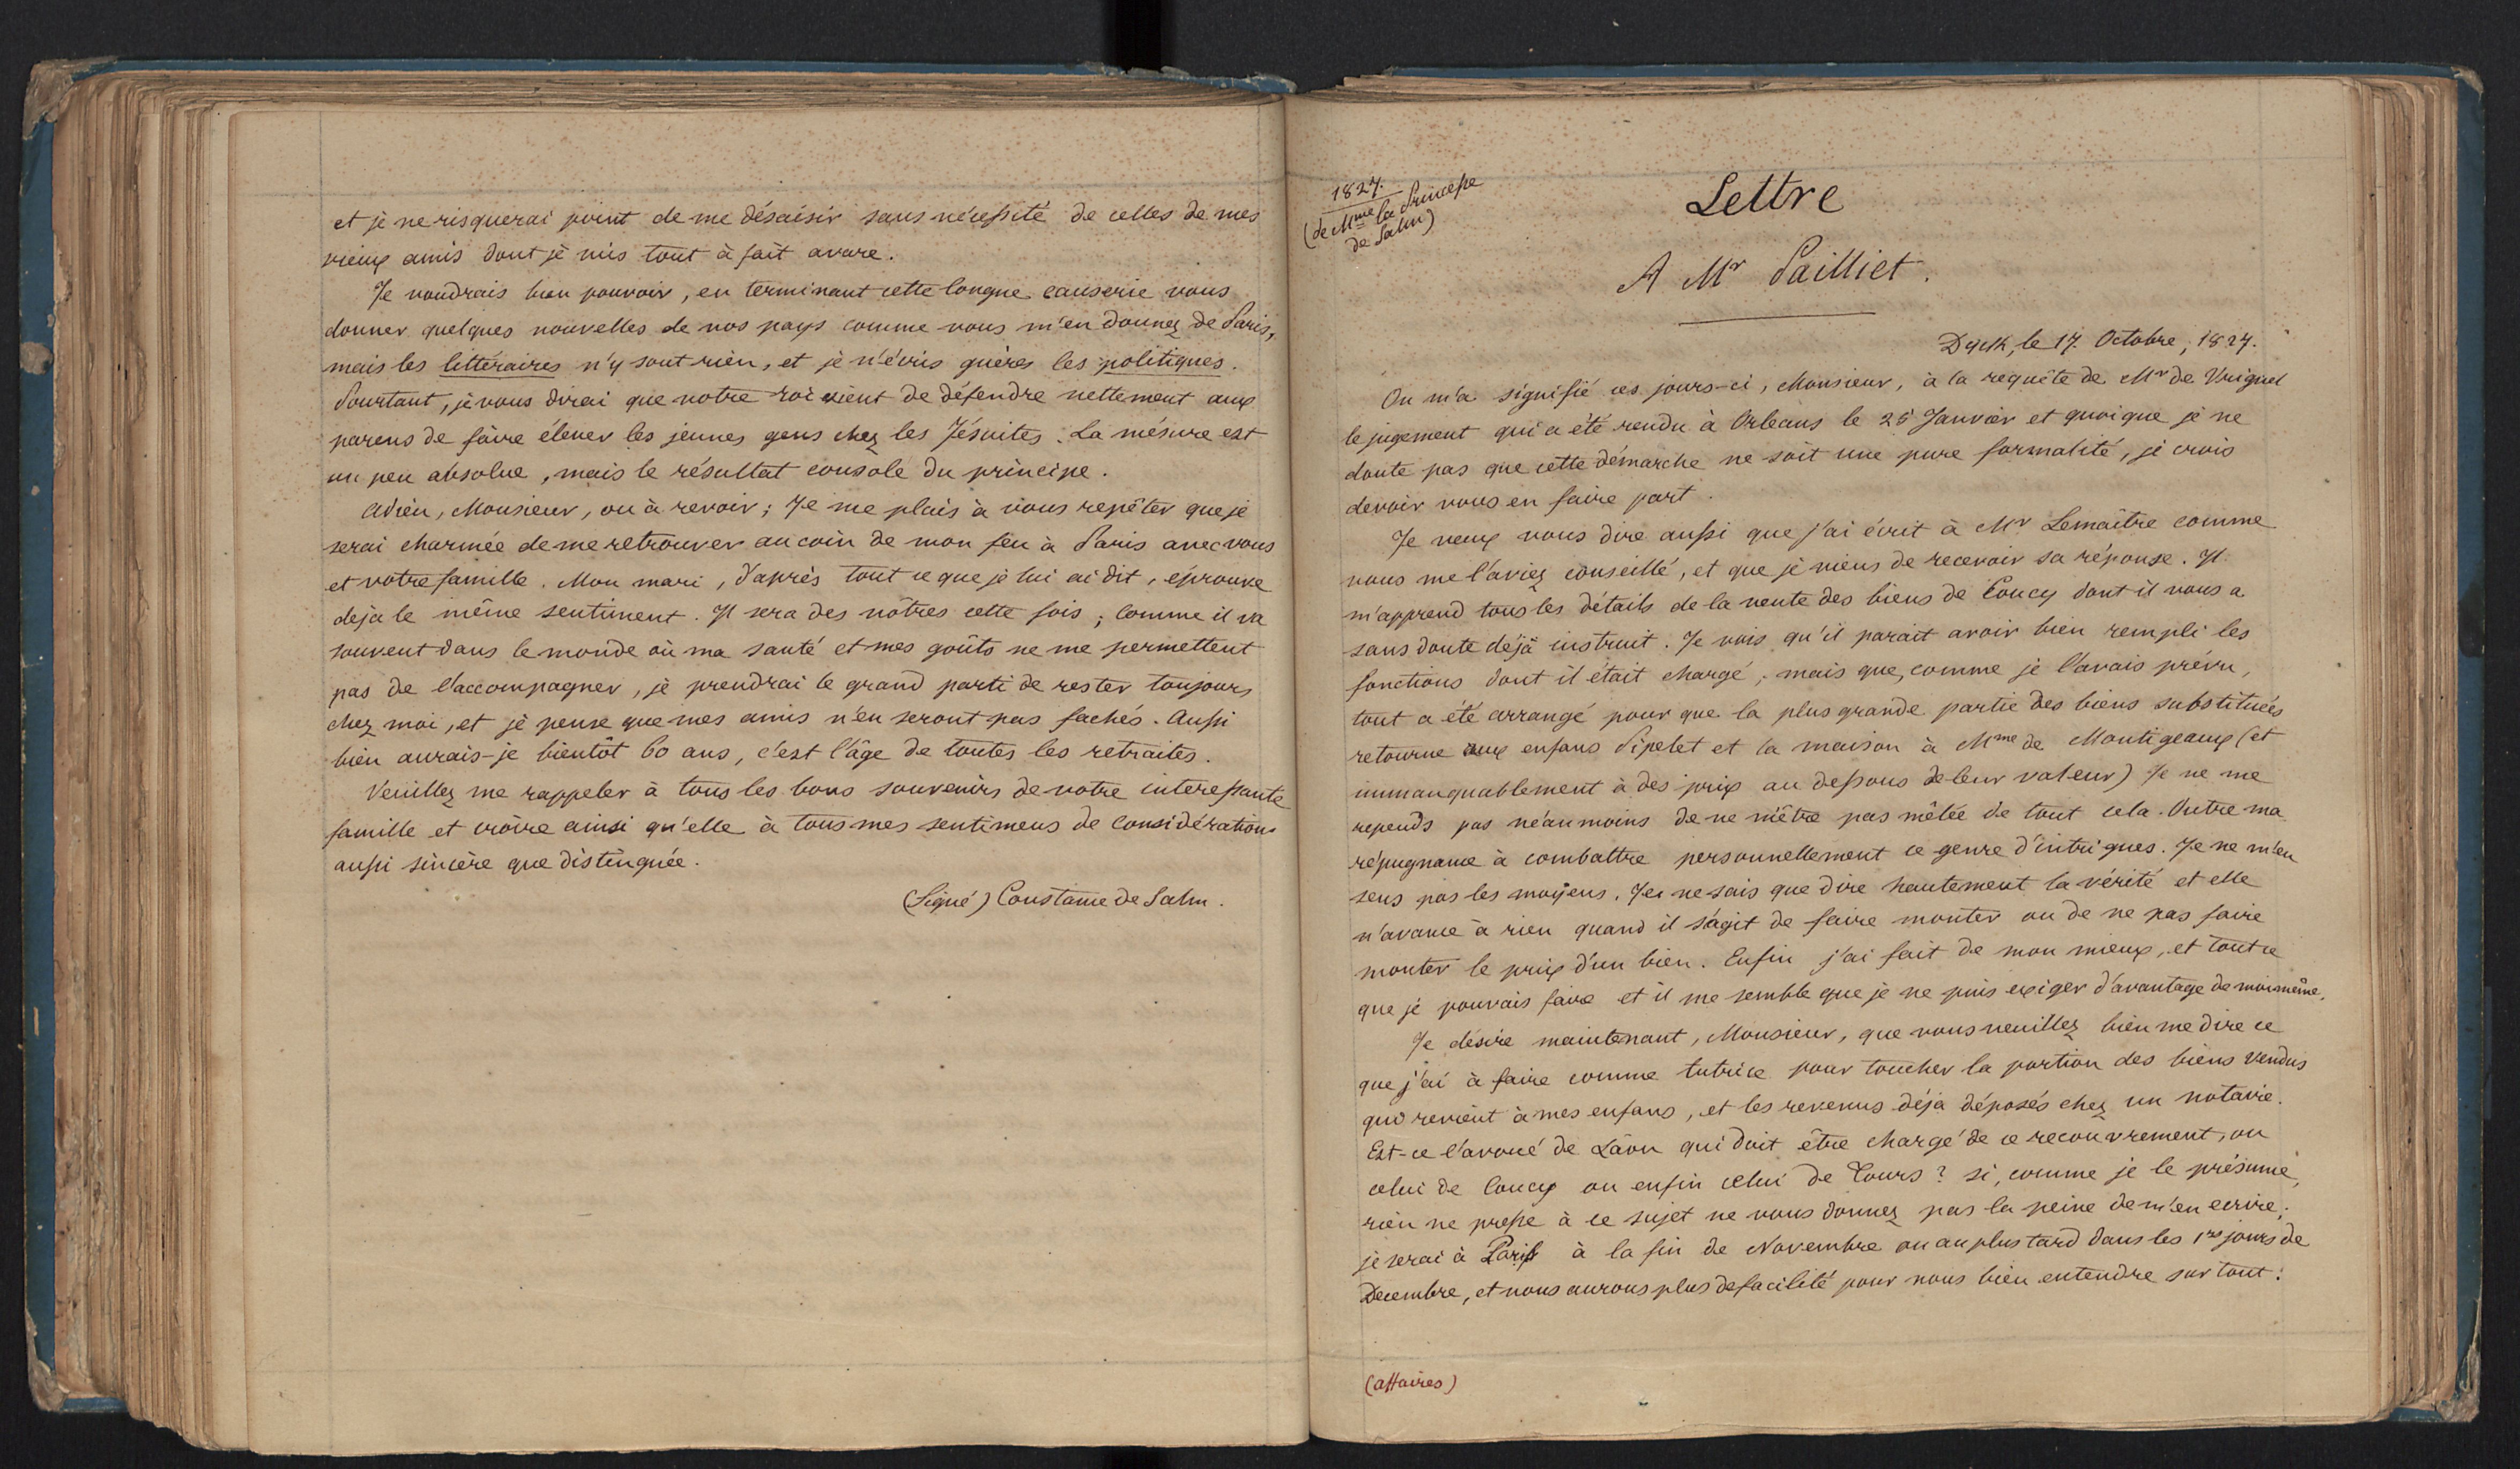 et je ne risquerai point de me désaisir sans nécessité de celles de mes
vieux amis dont je suis tout à fait avare.
Je voudrais bien pouvoir, en terminant cette longue causerie vous
donner quelques nouvelles de nos pays comme vous m'en donnez de Paris,
mais les littéraires n'y sont rien, et je n'écris guères les politiques.
Pourtant, je vous dirai que notre roi vient de défendre nettement aux
parens de faire élever les jeunes gens chez les Jésuites. La mésure est
un peu absolue, mais le résultat console du principe.
Adieu, Monsieur, ou à revoir; Je me plais à vous repéter que je
serai charmée de me retrouver au coin de mon feu à Paris avec vous
et votre famille. Mon mari, d'après tout ce que je lui ai dit, éprouve
deja le même sentiment. Il sera des nôtres cette fois; comme il va
souvent dans le monde où ma santé et mes goûts ne me permettent
pas de l'accompagner, je prendrai le grand parti de rester toujours
chez moi, et je pense que mes amis n'en seront pas fachés. Aussi
bien aurais-je bientôt 60 ans, c'est l'âge de toutes les retraites.
Veuillez me rappeler à tous les bons souvenirs de votre interessante
famille et croire ainsi qu'elle à tous mes sentimens de considération
aussi sincère que distinguée.
(Signé) Constance de Salm.
1827.
(de Mme la Princesse
de Salm)
Lettre
A Mr Pailliet.
Dyck, le 17. Octobre, 1827.
On m'a signifié ces jours-ci, Monsieur, à la requête de Mr de
le jugement qui a été rendu à Orleans le 25 Janvier et quoique je ne
doute pas que cette démarche ne soit une pure formalité, je crois
devoir vous en faire part.
Je veux vous dire aussi que j'ai écrit à Mr Lemaître comme
vous me l'aviez conseillé, et que je viens de recevoir sa réponse. Il
m'apprend tous les détails de la vente des biens de Coucy dont il vous a
sans doute déjà instruit. Je vois qu'il parait avoir bien rempli les
fonctions dont il était chargé; mais que, comme je l'avais prévu,
tout a été arrangé pour que la plus grande partie des biens substitués
retourne aux enfans Pipelet et la maison à Mme de Montigeaux (et
immanquablement à des prix au dessous de leur valeur) Je ne me
repends pas néanmoins de ne m'être pas mêlée de tout cela. Outre ma
répugnance à combattre personnellement ce genre d'intrigues. Je ne m'en
sens pas les moyens. Je ne sais que dire hautement la vérité et elle
n'avance à rien quand il s'agit de faire monter ou de ne pas faire
monter le prix d'un bien. Enfin j'ai fait de mon mieux, et tout ce
que je pouvais faire et il me semble que je ne puis exiger d'avantage de moi même.
Je désire maintenant, Monsieur, que vous veuillez bien me dire ce
que j'ai à faire comme tutrice pour toucher la portion des biens vendus
qui revient à mes enfans, et les revenus déja déposés chez un notaire.
Est-ce l'avoué de Laon qui doit être chargé de ce recouvrement, ou
celui de Coucy ou enfin celui de Tours? si, comme je le présume,
rien ne presse à ce sujet ne vous donnez pas la peine de m'en ecrire;
je serai à Paris à la fin de Novembre ou au plus tard dans les 1ers jours de
Decembre, et nous aurons plus de facilité pour nous bien entendre sur tout.
(affaires)